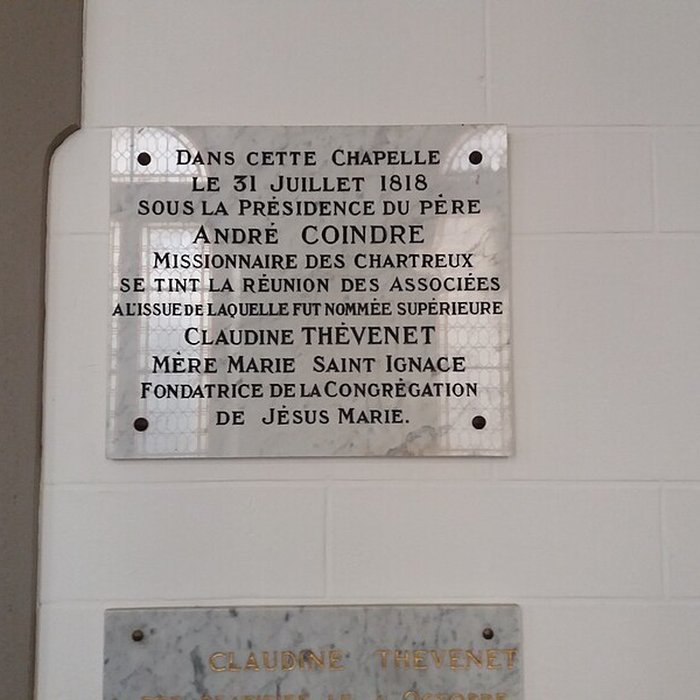 DANS CETTE CHAPELLE
LE 31 JUILLET 1818
SOUS LA PRÉSIDENCE DU PÈRE
ANDRÉ COINDRE
MISSIONNAIRE DES CHARTREUX
SE TINT LA RÉUNION DES ASSOCIÉES
A L'ISSUE DE LAQUELLE FUT NOMMÉE SUPÉRIEURE
CLAUDINE THÉVENET
MÈRE MARIE SAINT IGNACE
FONDATRICE DE LA CONGRÉGATION
DE JÉSUS MARIE.
CLAUDINE THEVENET
OCTOBRE